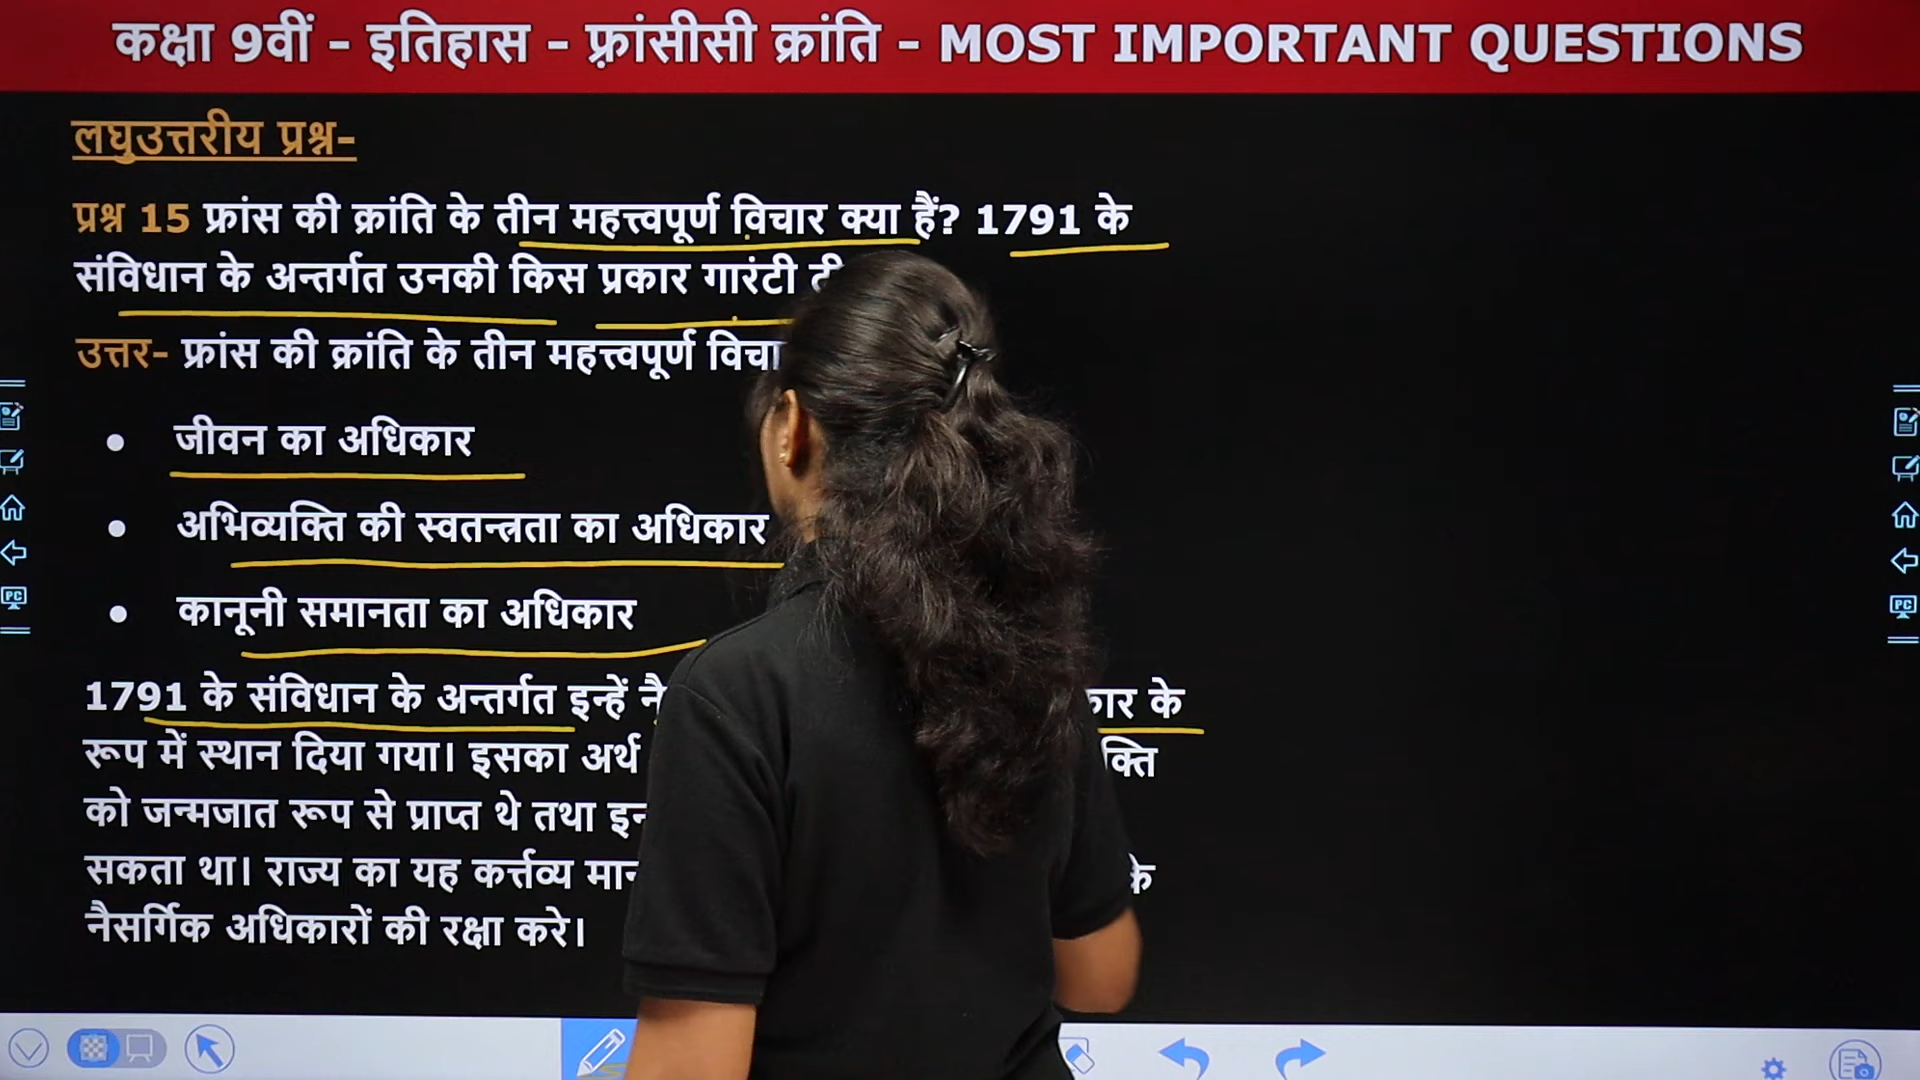 कक्षा 9वीं - इतिहास - फ़्रांसीसी क्रांति - MOST IMPORTANT QUESTIONS
लघुउत्तरीय प्रश्न-
प्रश्न 15 फ्रांस की क्रांति के तीन महत्त्वपूर्ण विचार क्या हैं? 1791 के
संविधान के अन्तर्गत उनकी किस प्रकार गारंटी
उत्तर- फ्रांस की क्रांति के तीन महत्त्वपूर्ण
• जीवन का अधिकार
• अभिव्यक्ति की स्वतन्त्रता का अधिकार
• कानूनी समानता का अधिकार
1791 के संविधान के अन्तर्गत इन्हें के
रूप में स्थान दिया गया। इसका अर्थ
को जन्मजात रूप से प्राप्त थे तथा
सकता था। राज्य का यह कर्त्तव्य के
नैसर्गिक अधिकारों की रक्षा करे।
PC
PC